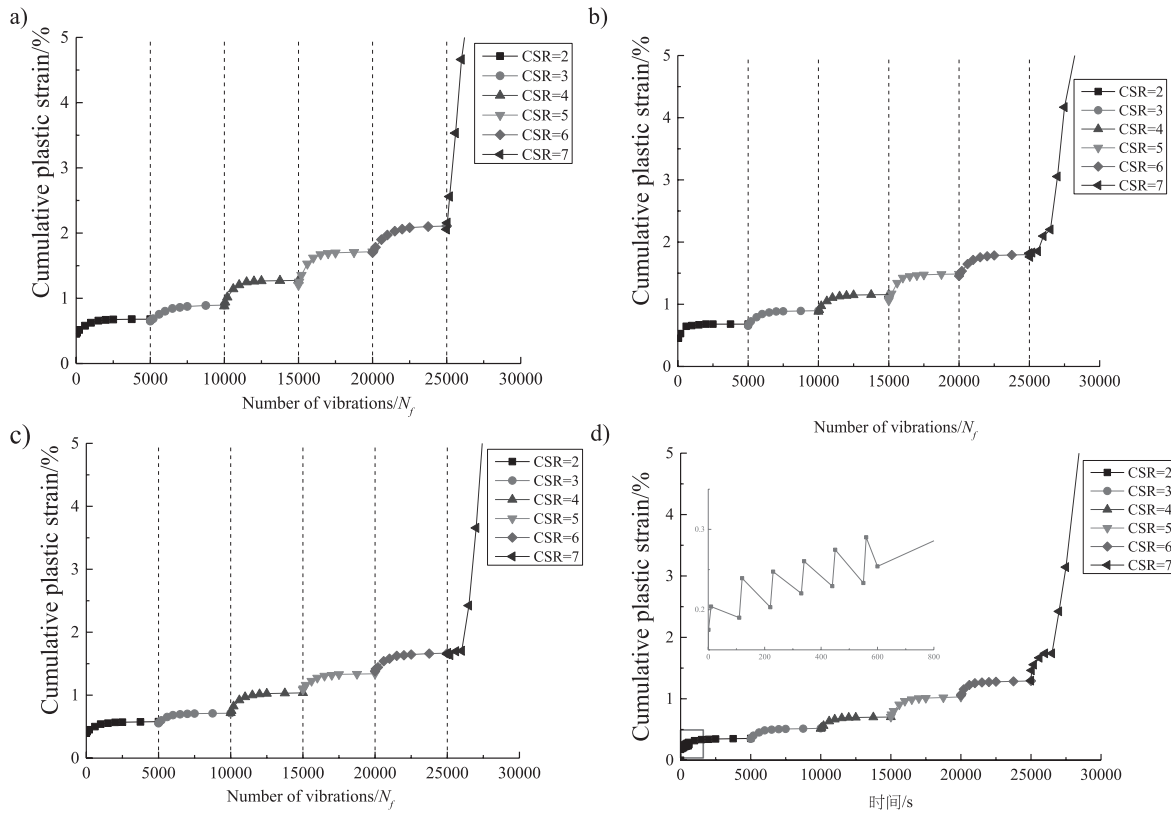 a)
Cumulative plastic strain/%
5
4
3
2
1
0
0 5000 10000 15000 20000 25000 30000
Number of vibrations/Nf
CSR=2
CSR=3
CSR=4
CSR=5
CSR=6
CSR=7
b)
Cumulative plastic strain/%
5
4
3
2
1
0
0 5000 10000 15000 20000 25000 30000
Number of vibrations/Nf
CSR=2
CSR=3
CSR=4
CSR=5
CSR=6
CSR=7
c)
Cumulative plastic strain/%
5
4
3
2
1
0
0 5000 10000 15000 20000 25000 30000
Number of vibrations/Nf
CSR=2
CSR=3
CSR=4
CSR=5
CSR=6
CSR=7
d)
Cumulative plastic strain/%
5
4
3
2
1
0
0 5000 10000 15000 20000 25000 30000
时间/s
CSR=2
CSR=3
CSR=4
CSR=5
CSR=6
CSR=7
0.3
0.2
0 200 400 600 800